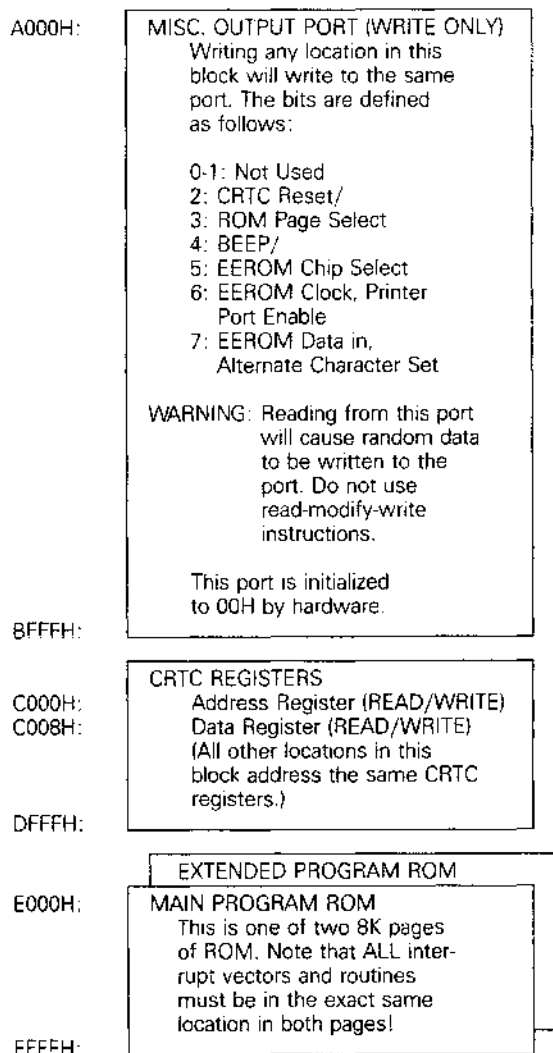 A000H: MISC. OUTPUT PORT (WRITE ONLY)
Writing any location in this
block will write to the same
port. The bits are defined
as follows:
0-1: Not Used
2: CRTC Reset/
3: ROM Page Select
4: BEEP/
5: EEROM Chip Select
6: EEROM Clock, Printer
Port Enable
7: EEROM Data in,
Alternate Character Set
WARNING: Reading from this port
will cause random data
to be written to the
port. Do not use
read-modify-write
instructions.
This port is initialized
to 00H by hardware.
BFFFH:
CRTC REGISTERS
C000H: Address Register (READ/WRITE)
C008H: Data Register (READ/WRITE)
(All other locations in this
block address the same CRTC
registers.)
DFFFH:
EXTENDED PROGRAM ROM
E000H: MAIN PROGRAM ROM
This is one of two 8K pages
of ROM. Note that ALL inter-
rupt vectors and routines
must be in the exact same
location in both pages!
FFFFH: